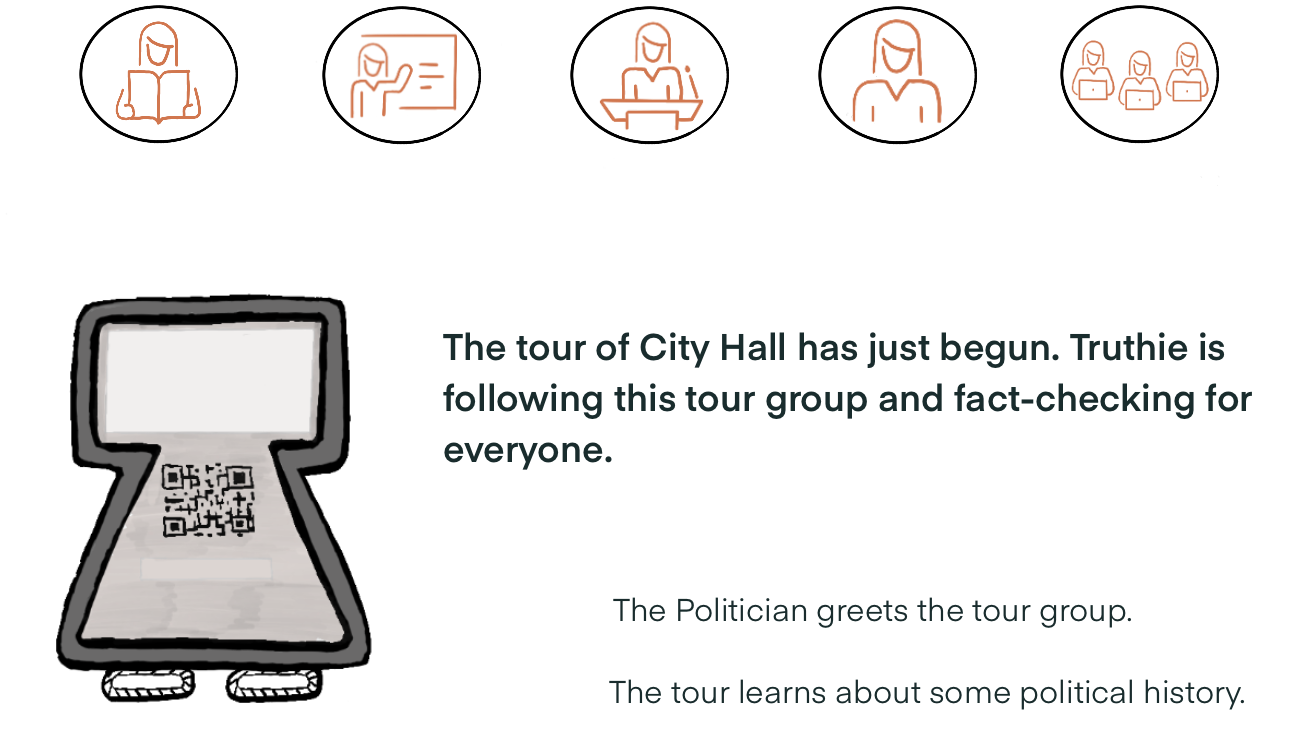 The tour of City Hall has just begun. Truthie is
following this tour group and fact-checking for
everyone.
The Politician greets the tour group.
The tour learns about some political history.